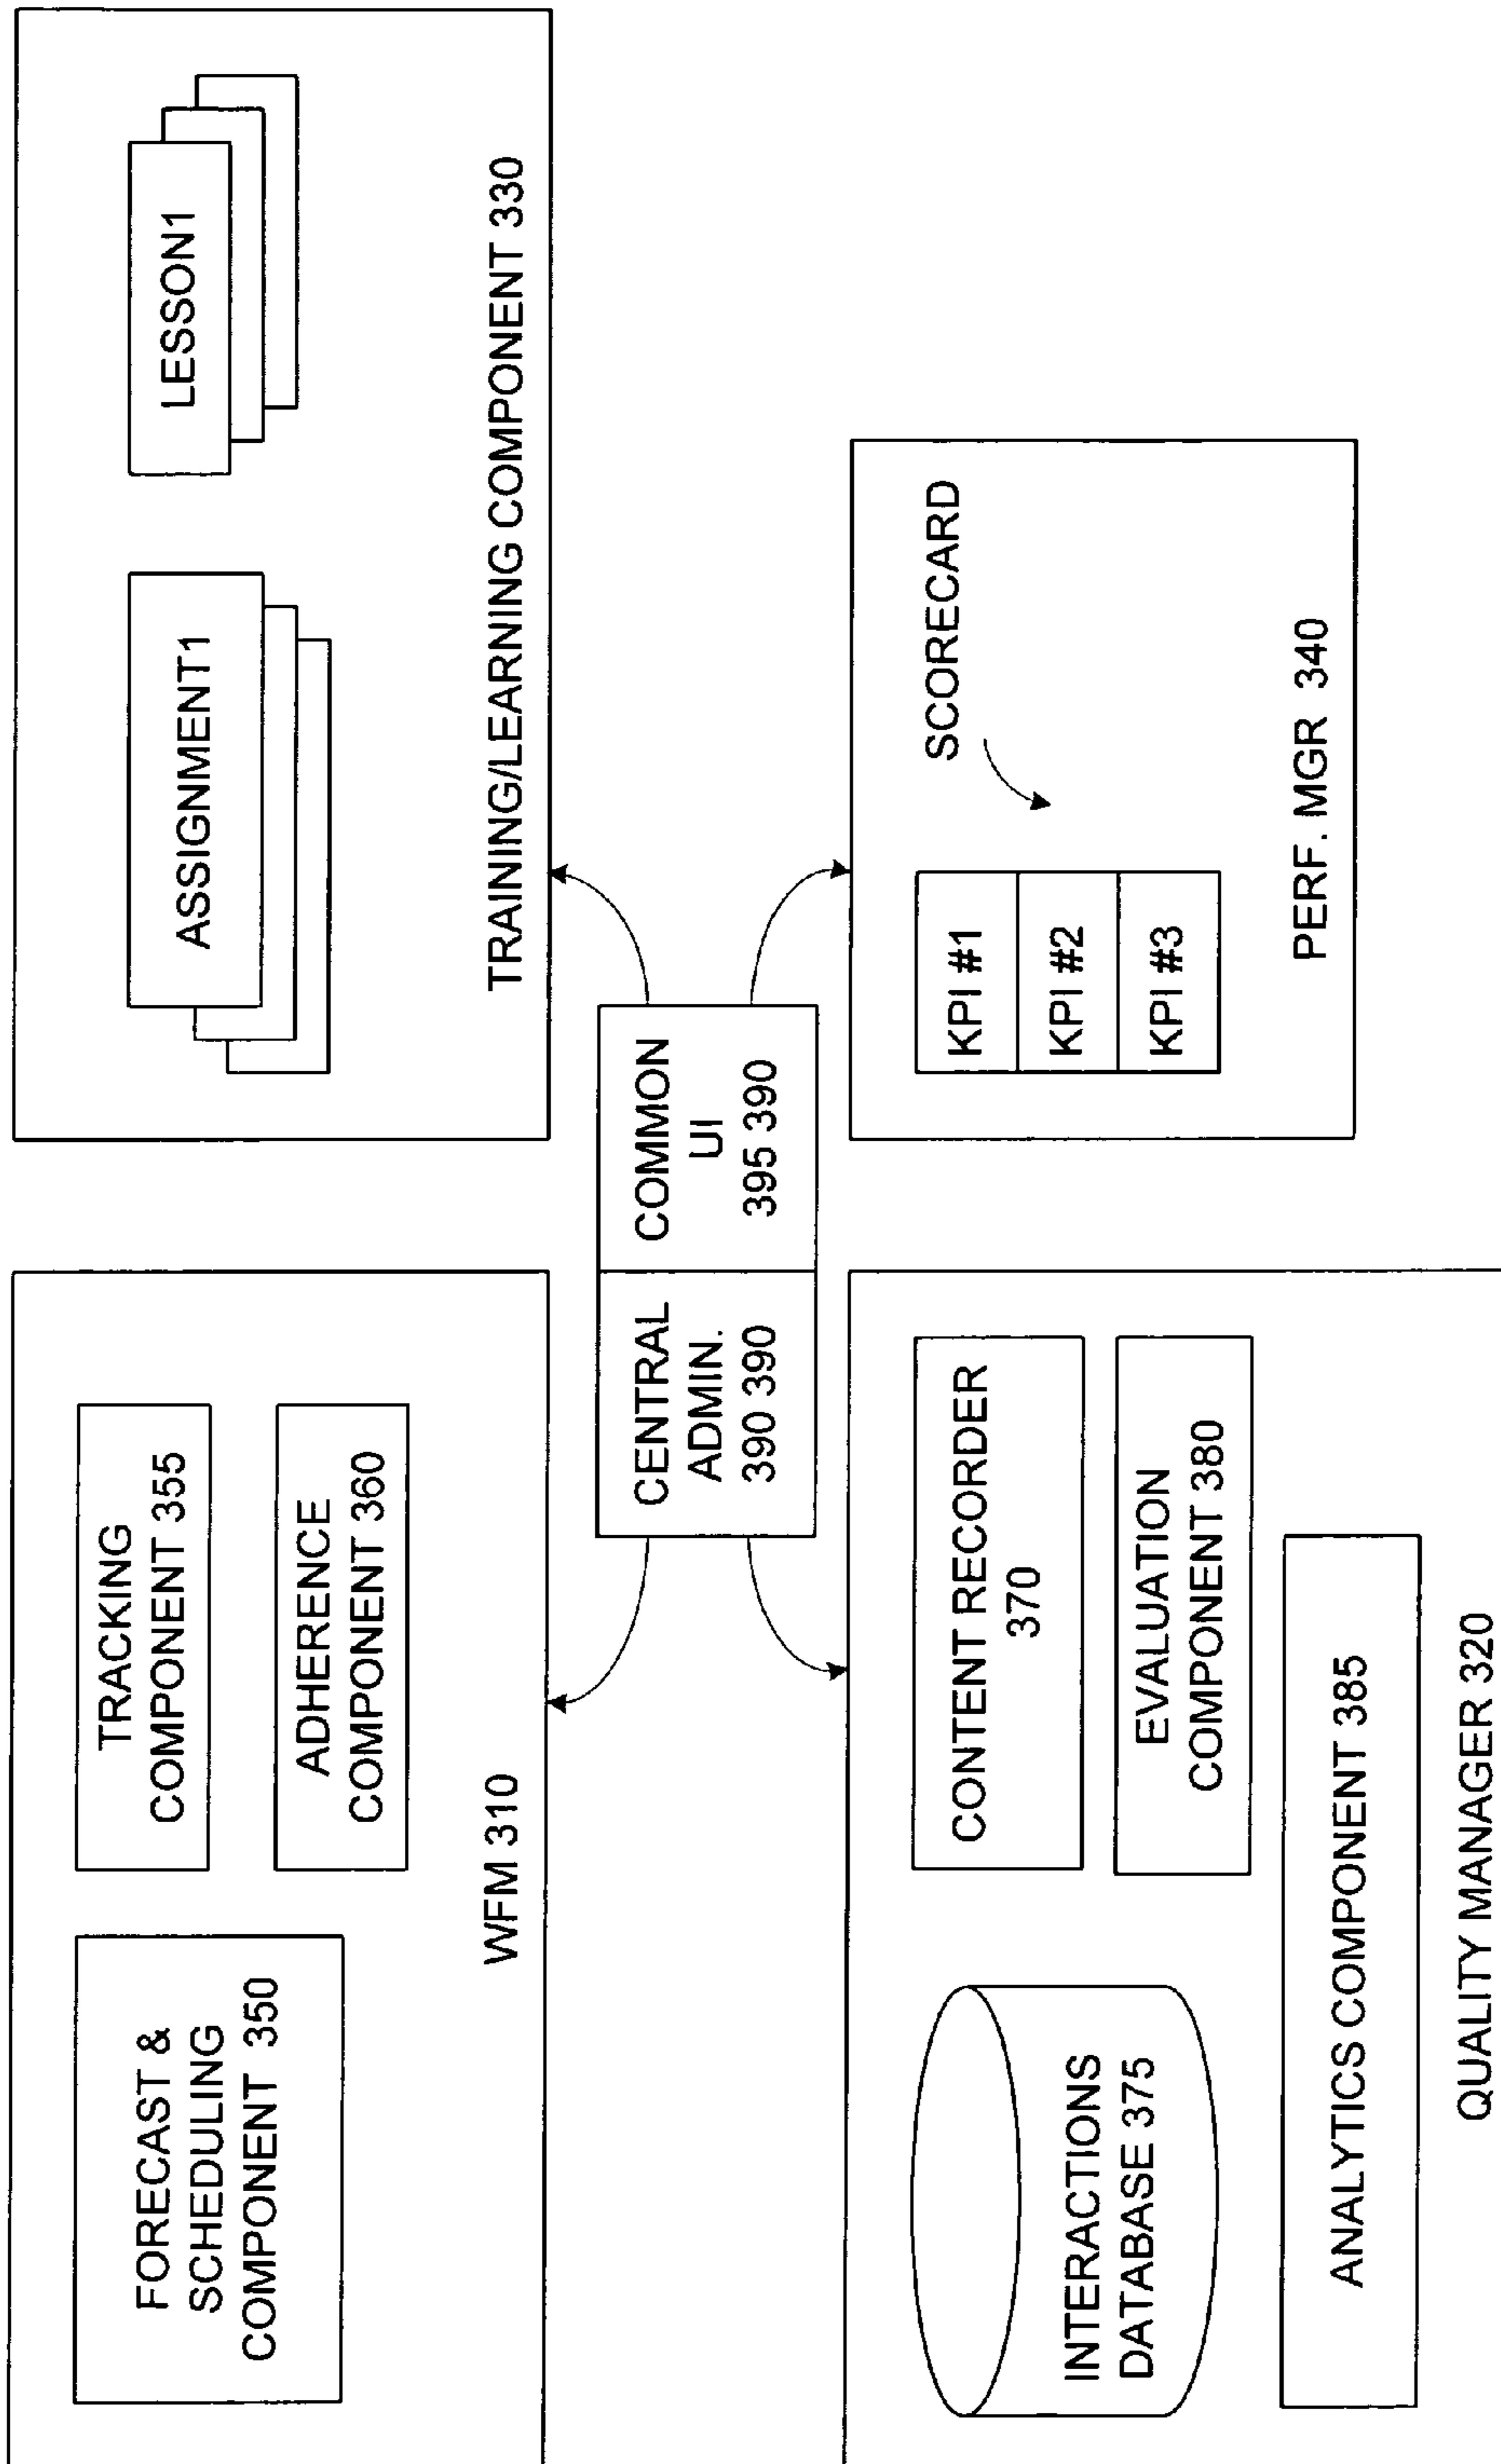 FORECAST &
SCHEDULING
COMPONENT 350
TRACKING
COMPONENT 355
ADHERENCE
COMPONENT 360
WFM 310
ASSIGNMENT1
LESSON1
TRAINING/LEARNING COMPONENT 330
CENTRAL
ADMIN.
390 390
COMMON
UI
395 390
INTERACTIONS
DATABASE 375
CONTENT RECORDER
370
EVALUATION
COMPONENT 380
ANALYTICS COMPONENT 385
QUALITY MANAGER 320
SCORECARD
KPI #1
KPI #2
KPI #3
PERF. MGR 340